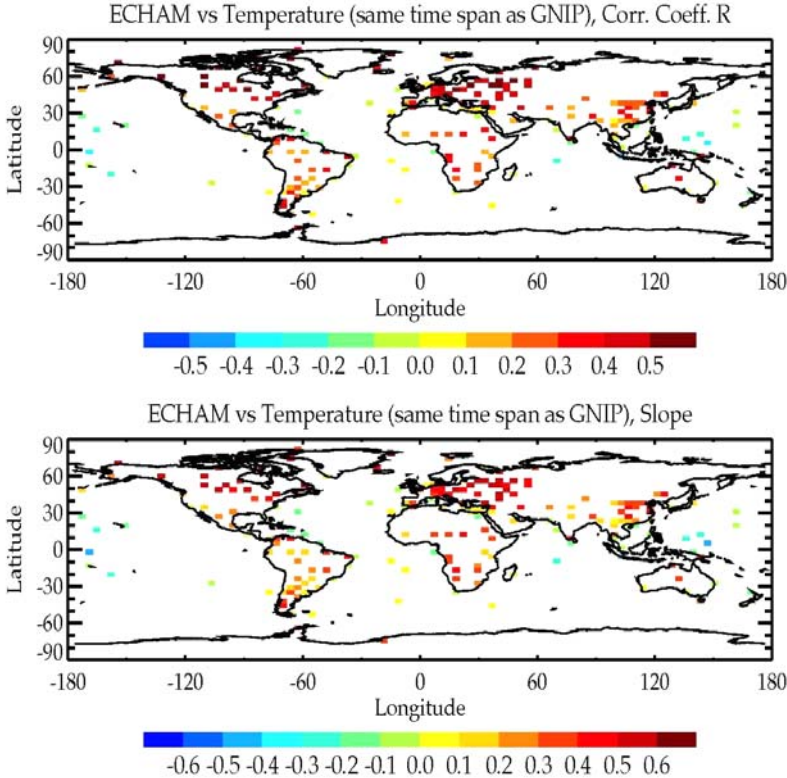 ECHAM vs Temperature (same time span as GNIP), Corr. Coeff. R
90
60
30
0
-30
-60
-90
Latitude
-180 -120 -60 0 60 120 180
Longitude
-0.5 -0.4 -0.3 -0.2 -0.1 0.0 0.1 0.2 0.3 0.4 0.5
ECHAM vs Temperature (same time span as GNIP), Slope
90
60
30
0
-30
-60
-90
Latitude
-180 -120 -60 0 60 120 180
Longitude
-0.6 -0.5 -0.4 -0.3 -0.2 -0.1 0.0 0.1 0.2 0.3 0.4 0.5 0.6